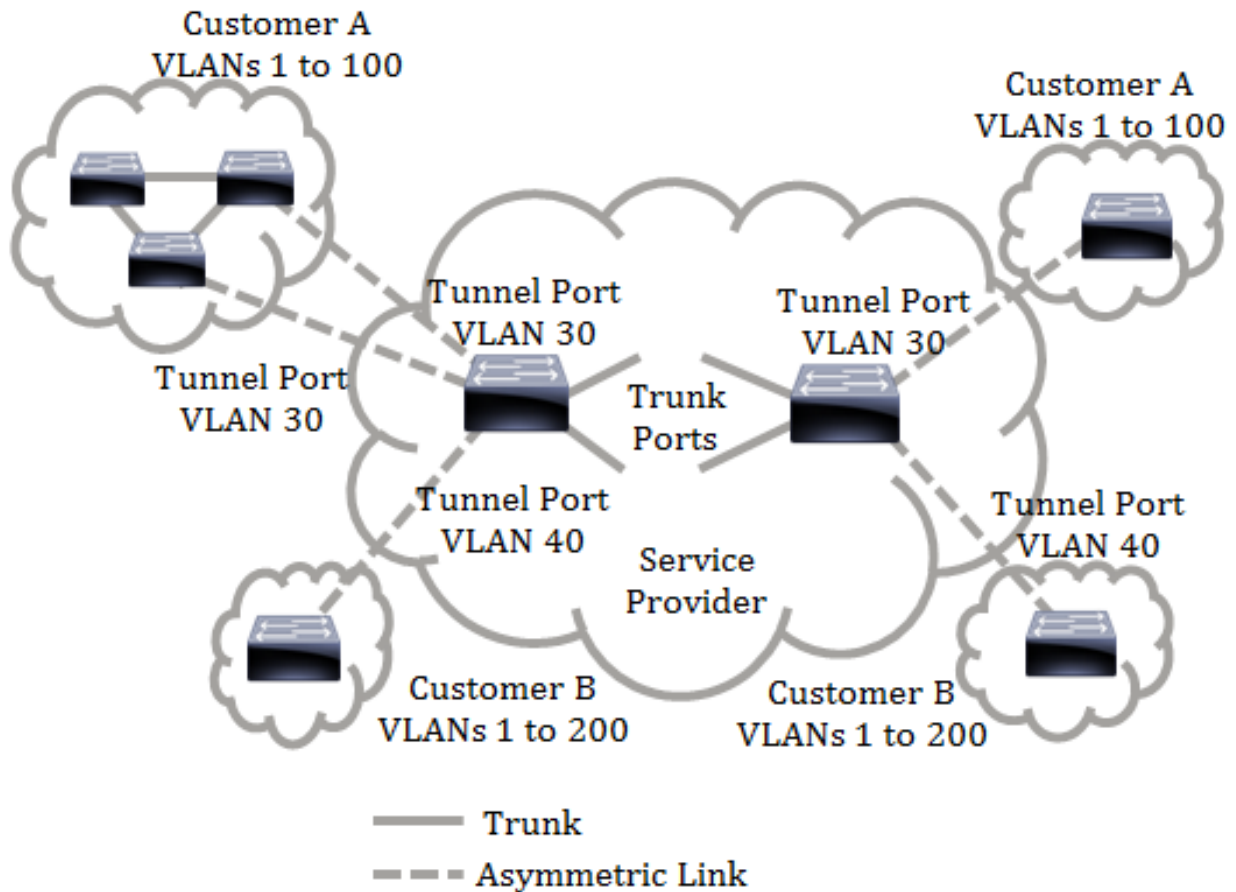 Customer A
VLANs 1 to 100
Customer A
VLANs 1 to 100
Tunnel Port
VLAN 30
Tunnel Port
VLAN 30
Tunnel Port
VLAN 30
Trunk
Ports
Tunnel Port
VLAN 40
Tunnel Port
VLAN 40
Service
Provider
Customer B
VLANs 1 to 200
Customer B
VLANs 1 to 200
Trunk
Asymmetric Link